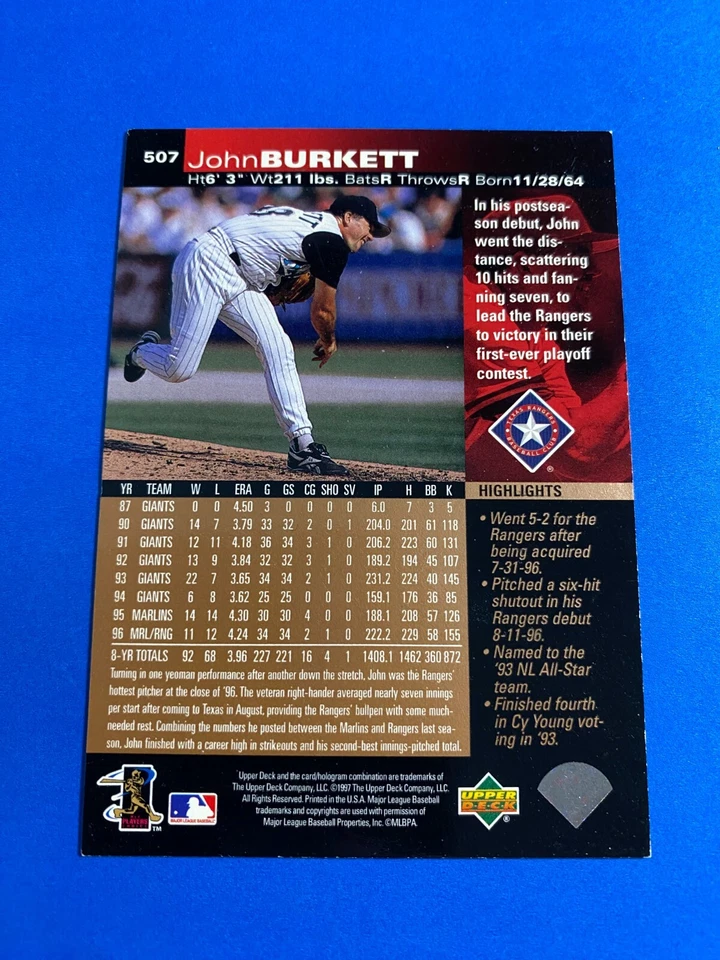 507 John BURKETT
Ht6' 3" Wt211 lbs. BatsR ThrowsR Born11/28/64
In his postsea-
son debut, John
went the dis-
tance, scattering
10 hits and fan-
ning seven, to
lead the Rangers
to victory in their
first-ever playoff
contest.
TEXAS RANGERS
BASEBALL CLUB
®
YR TEAM W L ERA G GS CG SHO SV IP H BB K
87 GIANTS 0 0 4.50 3 0 0 0 0 6.0 7 3 5
90 GIANTS 14 7 3.79 33 32 2 0 1 204.0 201 61 118
91 GIANTS 12 11 4.18 36 34 3 1 0 206.2 223 60 131
92 GIANTS 13 9 3.84 32 32 3 1 0 189.2 194 45 107
93 GIANTS 22 7 3.65 34 34 2 1 0 231.2 224 40 145
94 GIANTS 6 8 3.62 25 25 0 0 0 159.1 176 36 85
95 MARLINS 14 14 4.30 30 30 4 0 0 188.1 208 57 126
96 MRL/RNG 11 12 4.24 34 34 2 1 0 222.2 229 58 155
8-YR TOTALS 92 68 3.96 227 221 16 4 1 1408.1 1462 360 872
Turning in one yeoman performance after another down the stretch, John was the Rangers'
hottest pitcher at the close of '96. The veteran right-hander averaged nearly seven innings
per start after coming to Texas in August, providing the Rangers' bullpen with some much-
needed rest. Combining the numbers he posted between the Marlins and Rangers last sea-
son, John finished with a career high in strikeouts and his second-best innings-pitched total.
HIGHLIGHTS
• Went 5-2 for the
Rangers after
being acquired
7-31-96.
• Pitched a six-hit
shutout in his
Rangers debut
8-11-96.
• Named to the
'93 NL All-Star
team.
• Finished fourth
in Cy Young vot-
ing in '93.
PLAYERS
TM
MAJOR LEAGUE BASEBALL
Upper Deck and the card/hologram combination are trademarks of
The Upper Deck Company, LLC. ©1997 The Upper Deck Company, LLC.
All Rights Reserved. Printed in the U.S.A. Major League Baseball
trademarks and copyrights are used with permission of
Major League Baseball Properties, Inc. ©MLBPA.
UPPER
DECK
®